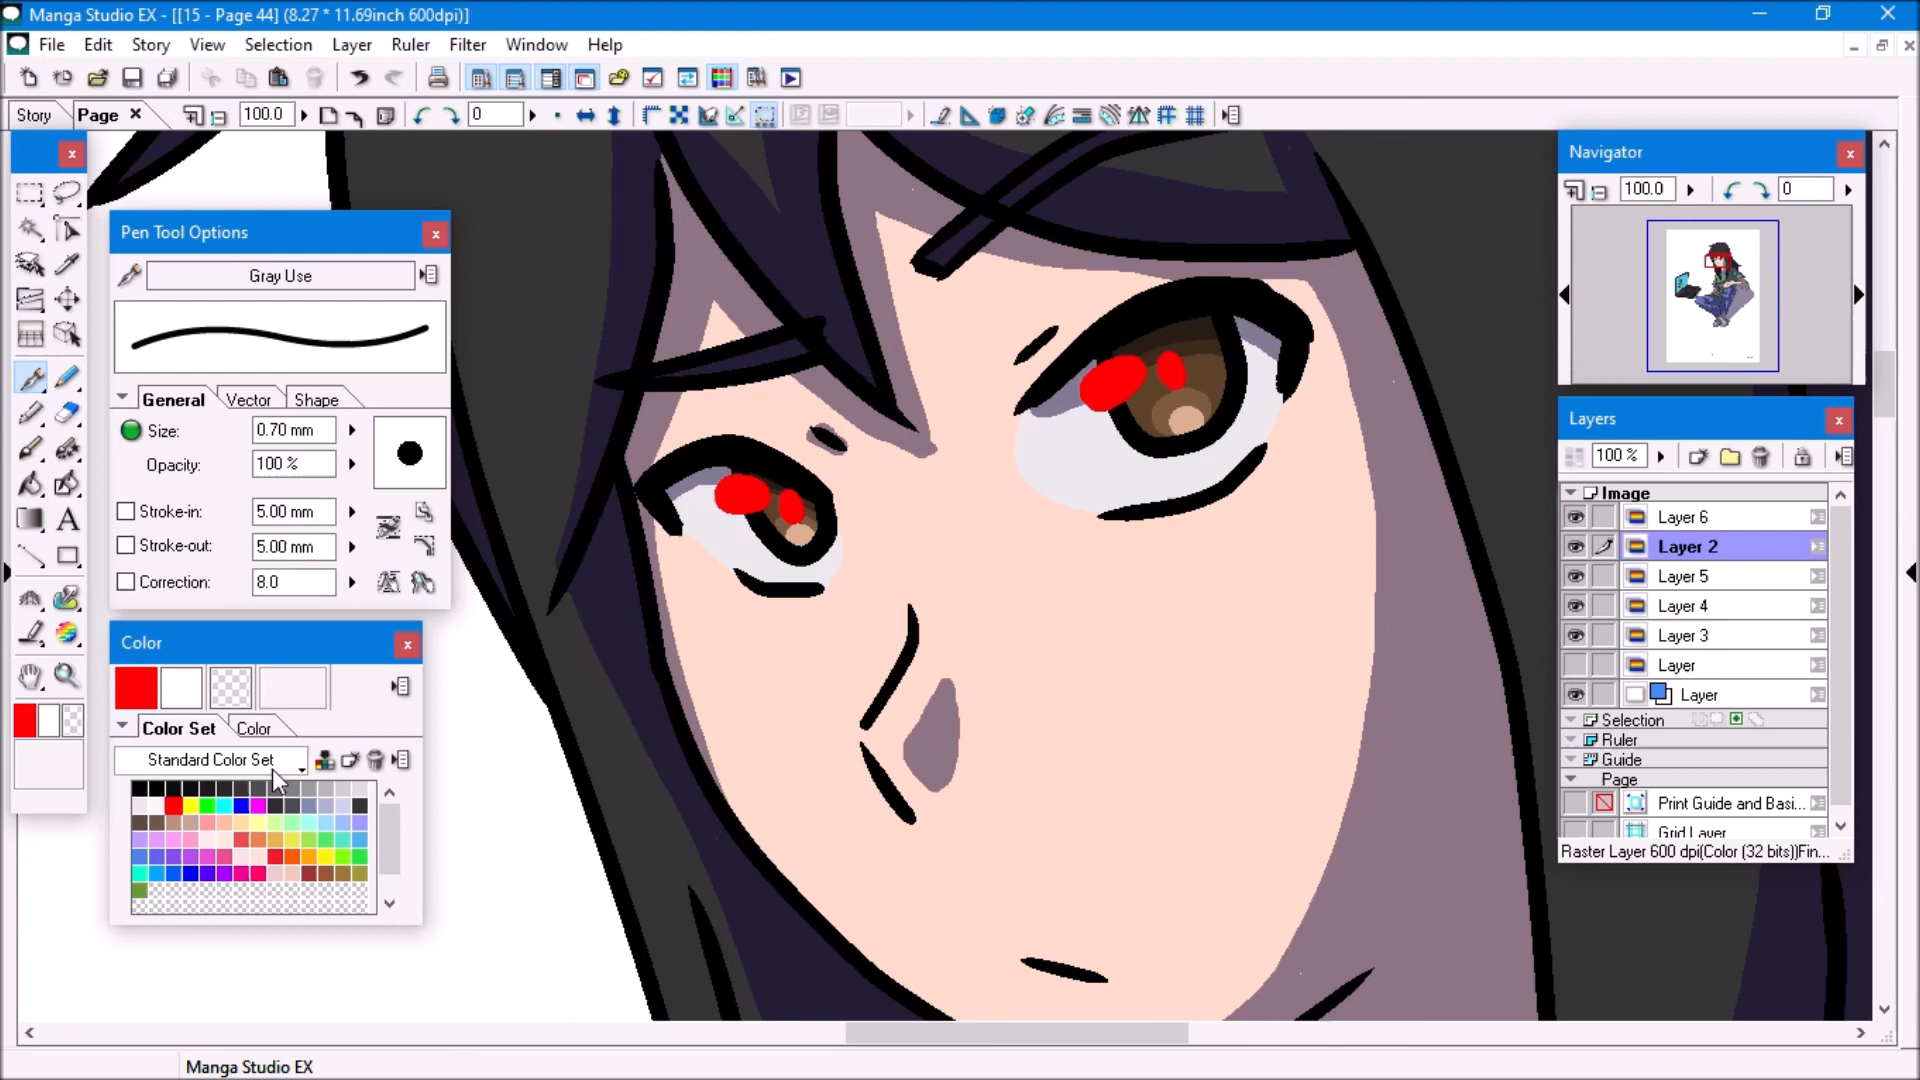 Manga Studio EX - [[15 - Page 44] (8.27 * 11.69inch 600dpi)]
File Edit Story View Selection Layer Ruler Filter Window Help
Story Page 100.0 0
Pen Tool Options
Gray Use
General Vector Shape
Size: 0.70 mm
Opacity: 100 %
Stroke-in: 5.00 mm
Stroke-out: 5.00 mm
Correction: 8.0
Color
Color Set Color
Standard Color Set
Navigator
100.0 0
Layers
100 %
Image
Layer 6
Layer 2
Layer 5
Layer 4
Layer 3
Layer
Layer
Selection
Ruler
Guide
Page
Print Guide and Basi...
Grid Layer
Raster Layer 600 dpi(Color (32 bits))Fin...
Manga Studio EX